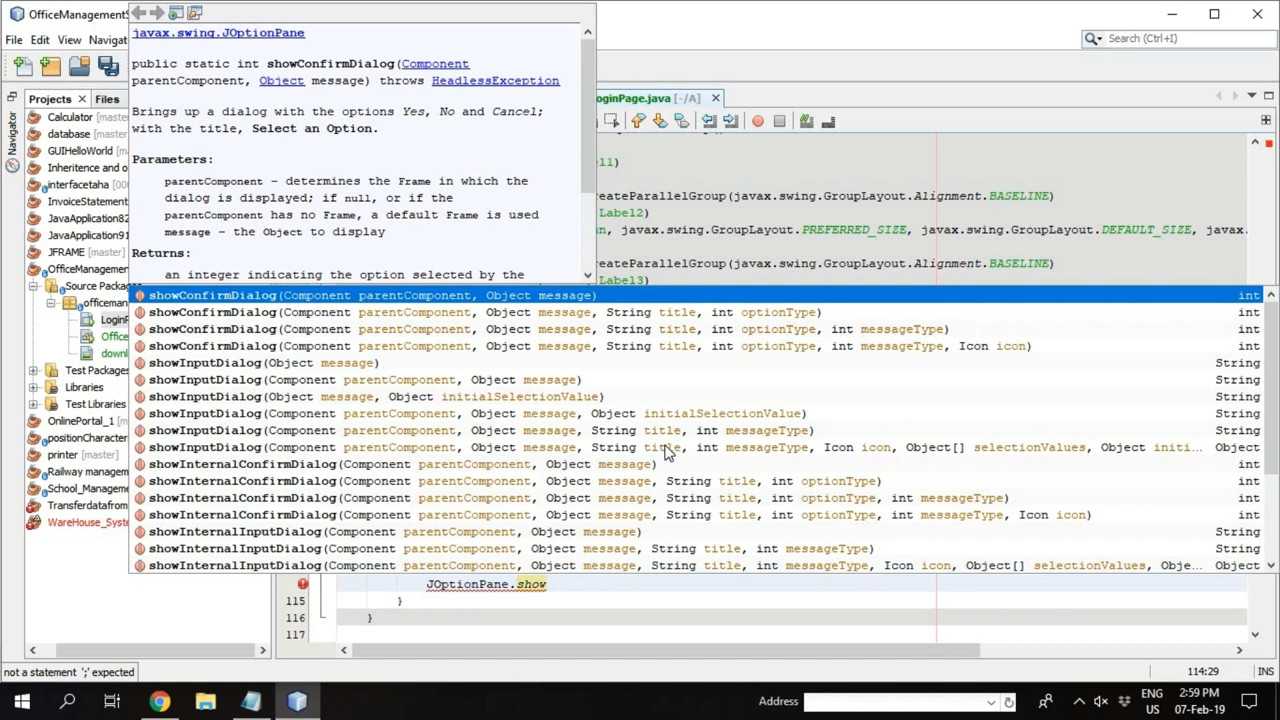 OfficeManagementS
javax.swing.JOptionPane
File Edit View Navigat
Search (Ctrl+I)
public static int showConfirmDialog(Component
parentComponent, Object message) throws HeadlessException
Brings up a dialog with the options Yes, No and Cancel;
with the title, Select an Option.
Parameters:
parentComponent - determines the Frame in which the
dialog is displayed; if null, or if the
parentComponent has no Frame, a default Frame is used
message - the Object to display
Returns:
an integer indicating the option selected by the
Projects Files
oginPage.java [-/A]
Navigator
Calculator
database
GUIHelloWorld
Inheritence and o
interfacetaha [00
InvoiceStatement
JavaApplication82
JavaApplication91
JFRAME [master]
OfficeManagemen
Source Packag
officeman
LoginP
Office
downl
Test Packages
Libraries
Test Libraries
OnlinePortal_1
positionCharacter
printer [master]
Railway managem
School_Managem
Transferdatafrom
WareHouse_Syste
ell1)
reateParallelGroup(javax.swing.GroupLayout.Alignment.BASELINE)
Label2)
nn, javax.swing.GroupLayout.PREFERRED_SIZE, javax.swing.GroupLayout.DEFAULT_SIZE, javax.
reateParallelGroup(javax.swing.GroupLayout.Alignment.BASELINE)
Label3)
showConfirmDialog(Component parentComponent, Object message) int
showConfirmDialog(Component parentComponent, Object message, String title, int optionType) int
showConfirmDialog(Component parentComponent, Object message, String title, int optionType, int messageType) int
showConfirmDialog(Component parentComponent, Object message, String title, int optionType, int messageType, Icon icon) int
showInputDialog(Object message) String
showInputDialog(Component parentComponent, Object message) String
showInputDialog(Object message, Object initialSelectionValue) String
showInputDialog(Component parentComponent, Object message, Object initialSelectionValue) String
showInputDialog(Component parentComponent, Object message, String title, int messageType) String
showInputDialog(Component parentComponent, Object message, String title, int messageType, Icon icon, Object[] selectionValues, Object initi... Object
showInternalConfirmDialog(Component parentComponent, Object message) int
showInternalConfirmDialog(Component parentComponent, Object message, String title, int optionType) int
showInternalConfirmDialog(Component parentComponent, Object message, String title, int optionType, int messageType) int
showInternalConfirmDialog(Component parentComponent, Object message, String title, int optionType, int messageType, Icon icon) int
showInternalInputDialog(Component parentComponent, Object message) String
showInternalInputDialog(Component parentComponent, Object message, String title, int messageType) String
showInternalInputDialog(Component parentComponent, Object message, String title, int messageType, Icon icon, Object[] selectionValues, Obje... Object
JOptionPane.show
115 }
116 }
117
not a statement ';' expected
114:29 INS
Address
ENG
US
2:59 PM
07-Feb-19